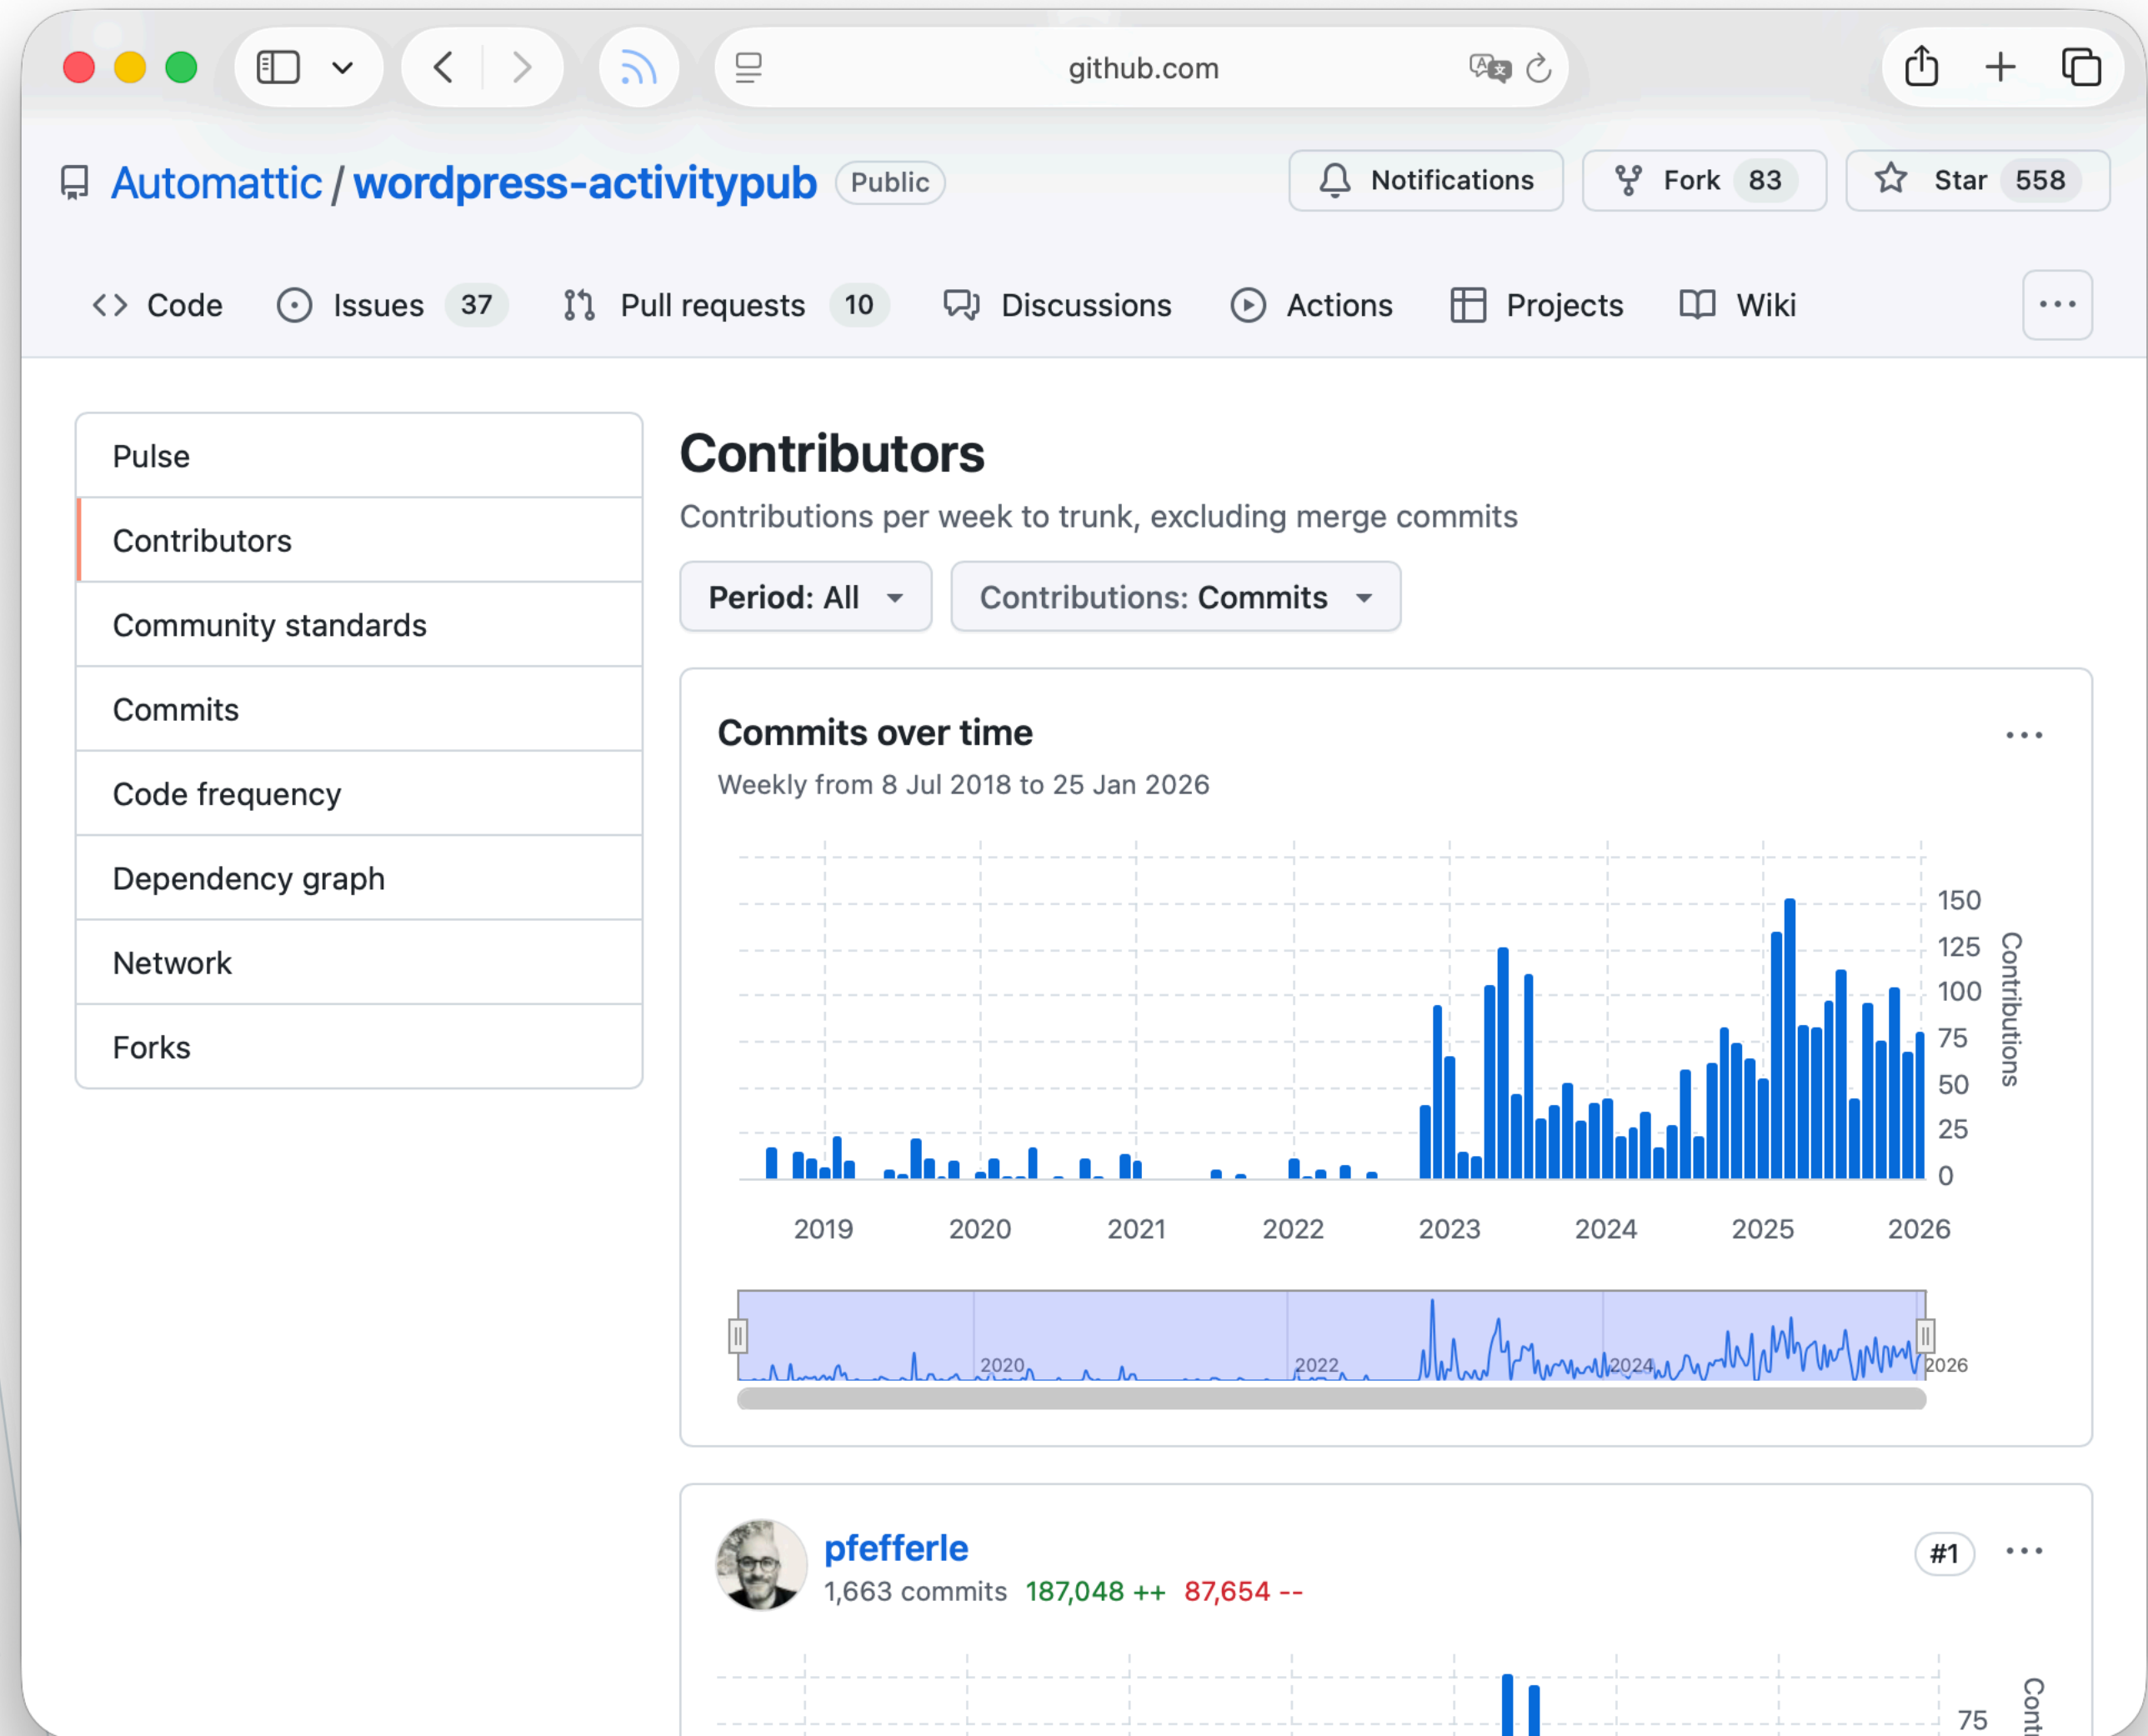 github.com
Automattic / wordpress-activitypub Public
Notifications
Fork 83
Star 558
Code
Issues 37
Pull requests 10
Discussions
Actions
Projects
Wiki
Pulse
Contributors
Community standards
Commits
Code frequency
Dependency graph
Network
Forks
Contributors
Contributions per week to trunk, excluding merge commits
Period: All
Contributions: Commits
Commits over time
Weekly from 8 Jul 2018 to 25 Jan 2026
150
125
100
75
50
25
0
Contributions
2019 2020 2021 2022 2023 2024 2025 2026
2020 2022 2024 2026
pfefferle
#1
1,663 commits 187,048 ++ 87,654 --
75